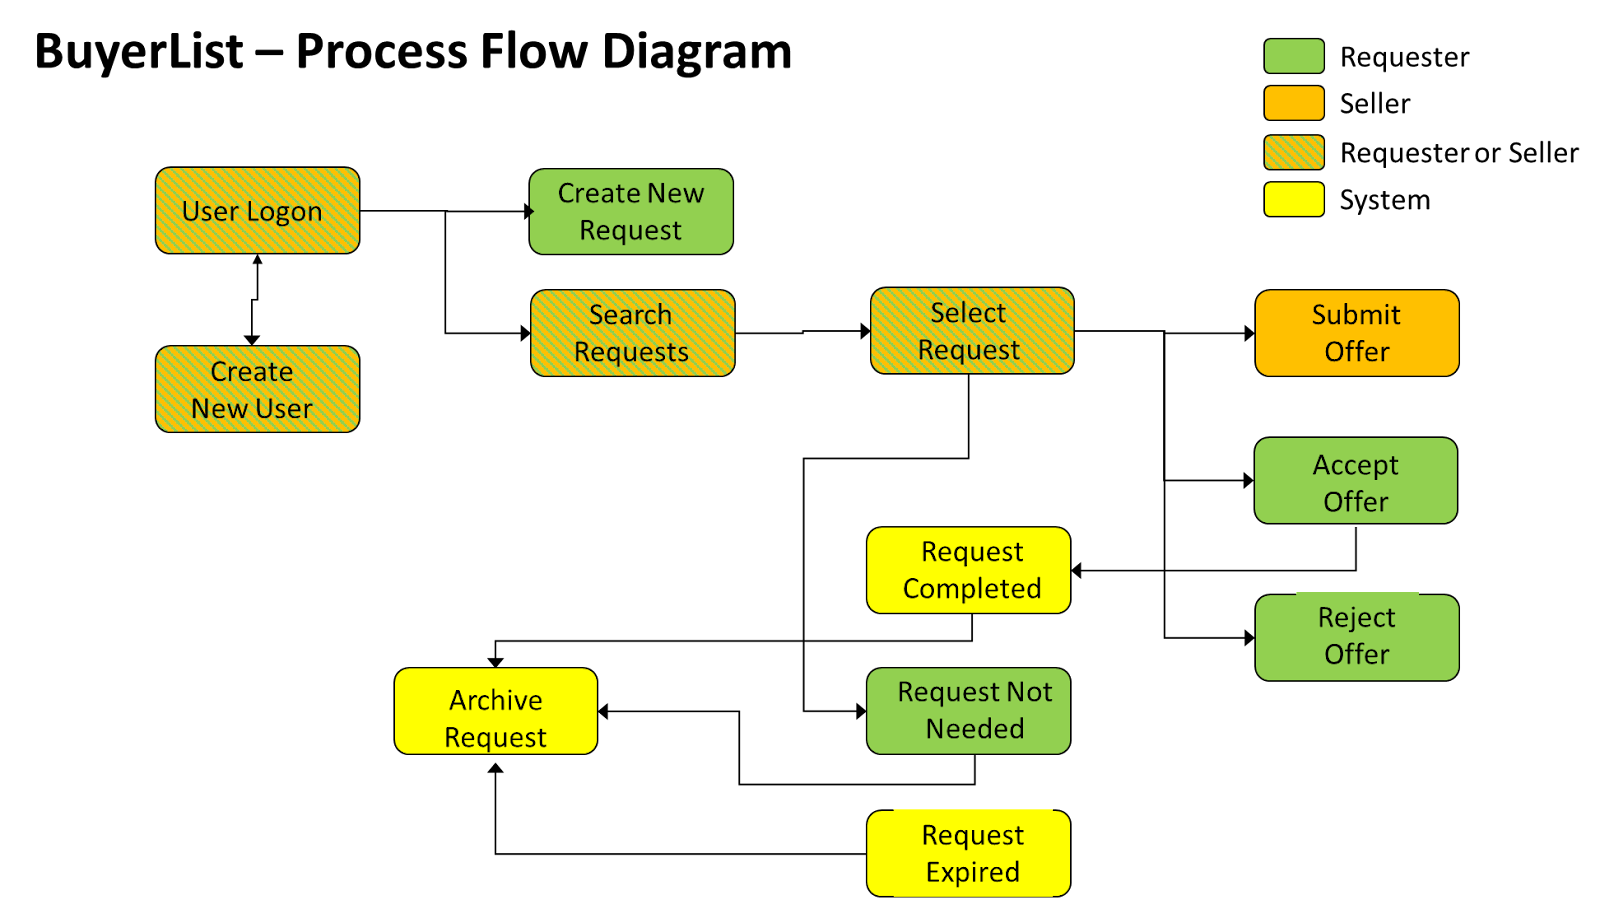 BuyerList – Process Flow Diagram
Requester
Seller
Requester or Seller
System
User Logon
Create New
Request
Search
Requests
Select
Request
Submit
Offer
Create
New User
Accept
Offer
Request
Completed
Reject
Offer
Archive
Request
Request Not
Needed
Request
Expired